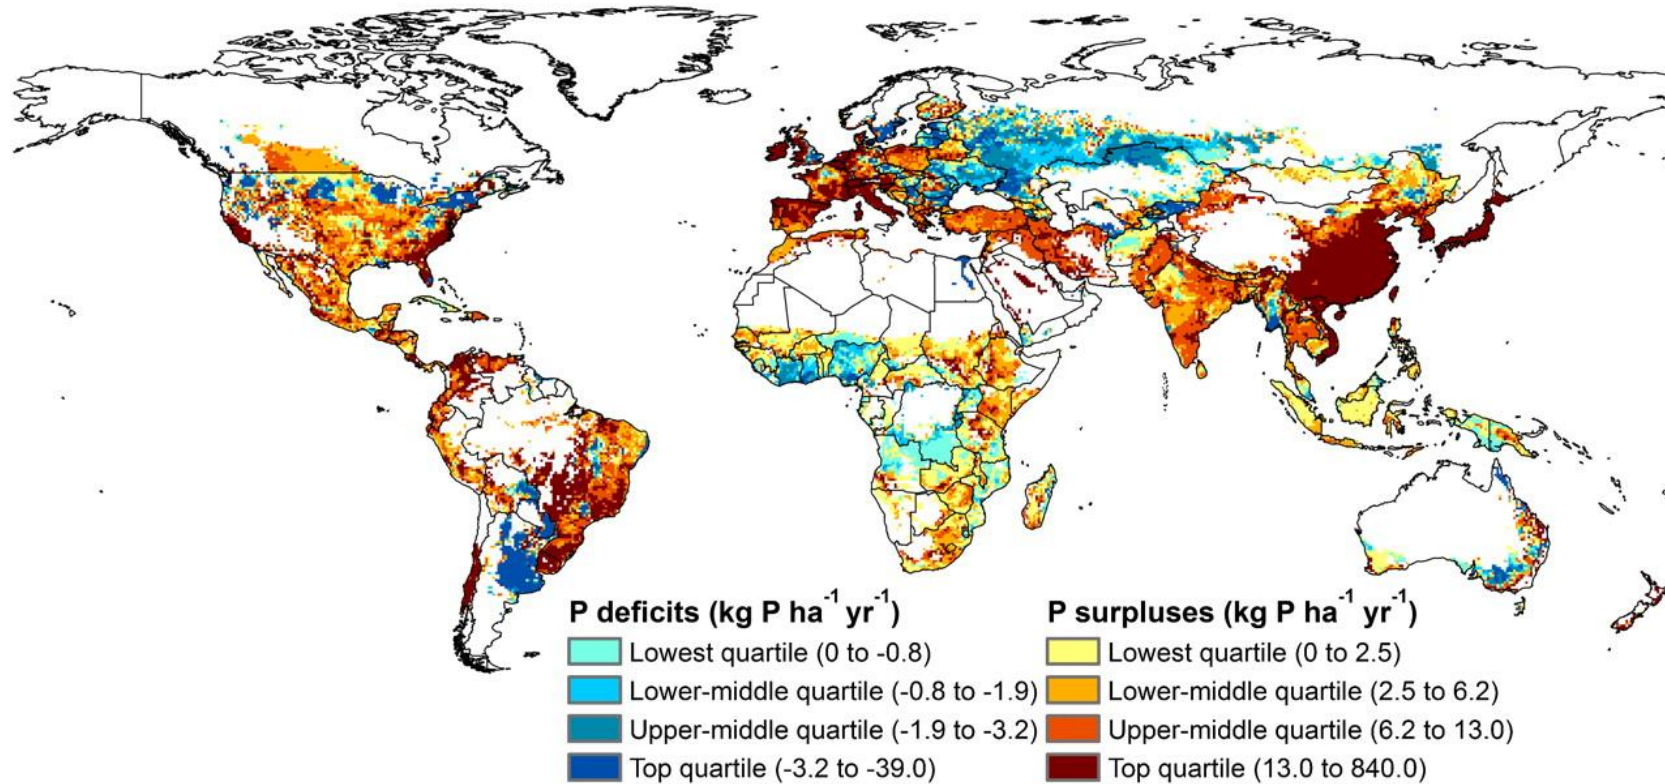 P deficits (kg P ha⁻¹ yr⁻¹)
Lowest quartile (0 to -0.8)
Lower-middle quartile (-0.8 to -1.9)
Upper-middle quartile (-1.9 to -3.2)
Top quartile (-3.2 to -39.0)
P surpluses (kg P ha⁻¹ yr⁻¹)
Lowest quartile (0 to 2.5)
Lower-middle quartile (2.5 to 6.2)
Upper-middle quartile (6.2 to 13.0)
Top quartile (13.0 to 840.0)